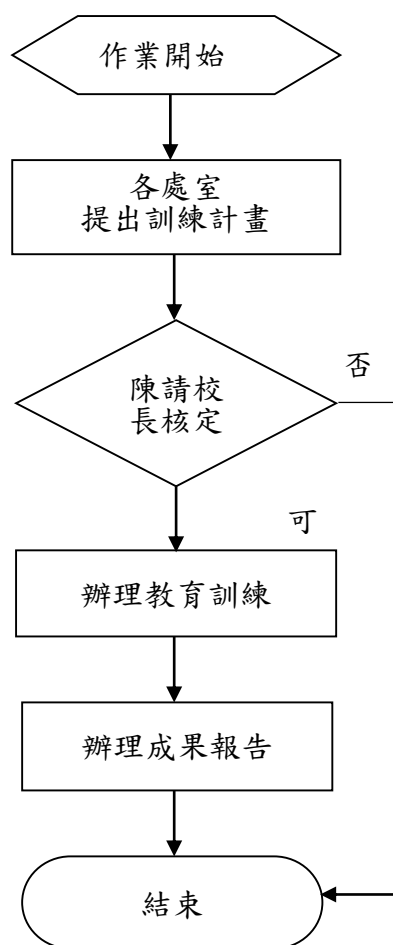 作業開始
各處室
提出訓練計畫
陳請校
長核定
否
可
辦理教育訓練
辦理成果報告
結束